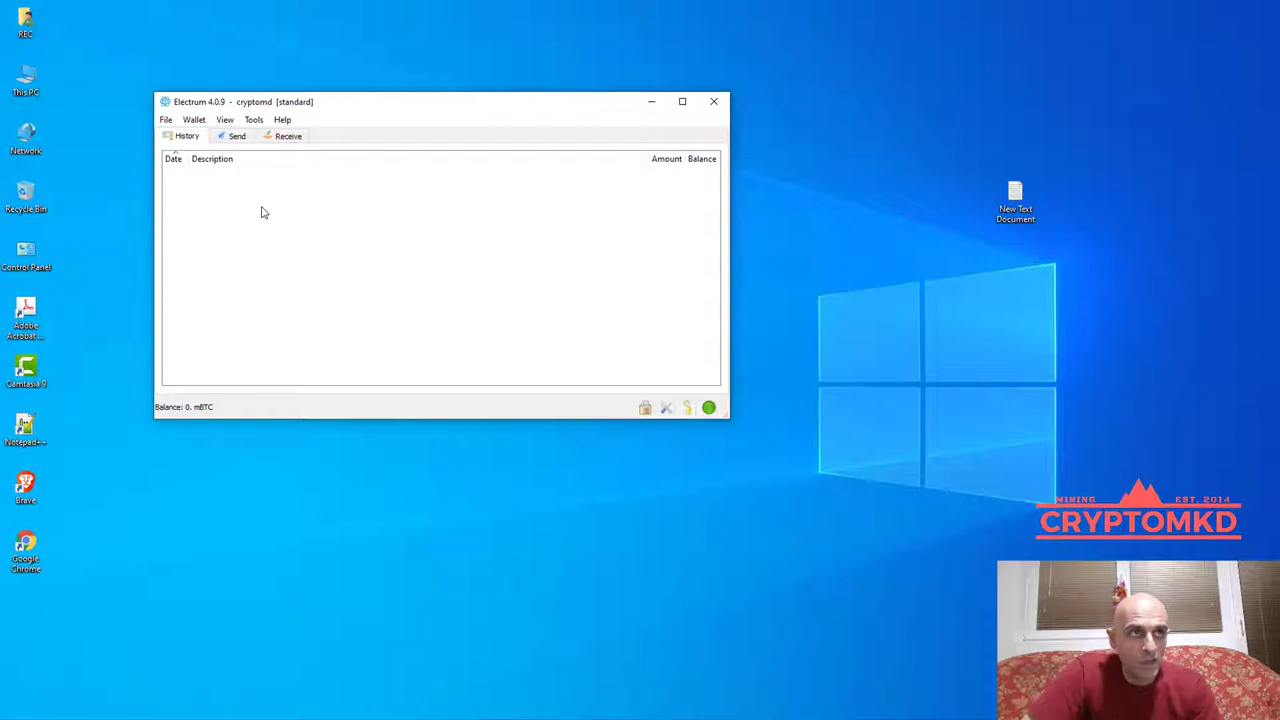 REC
This PC
Network
Recycle Bin
Control Panel
Adobe
Acrobat ...
Camtasia 9
Notepad++
Brave
Google
Chrome
Electrum 4.0.9 - cryptomd [standard]
File Wallet View Tools Help
History Send Receive
Date Description Amount Balance
Balance: 0. mBTC
New Text
Document
MINING EST. 2014
CRYPTOMKD